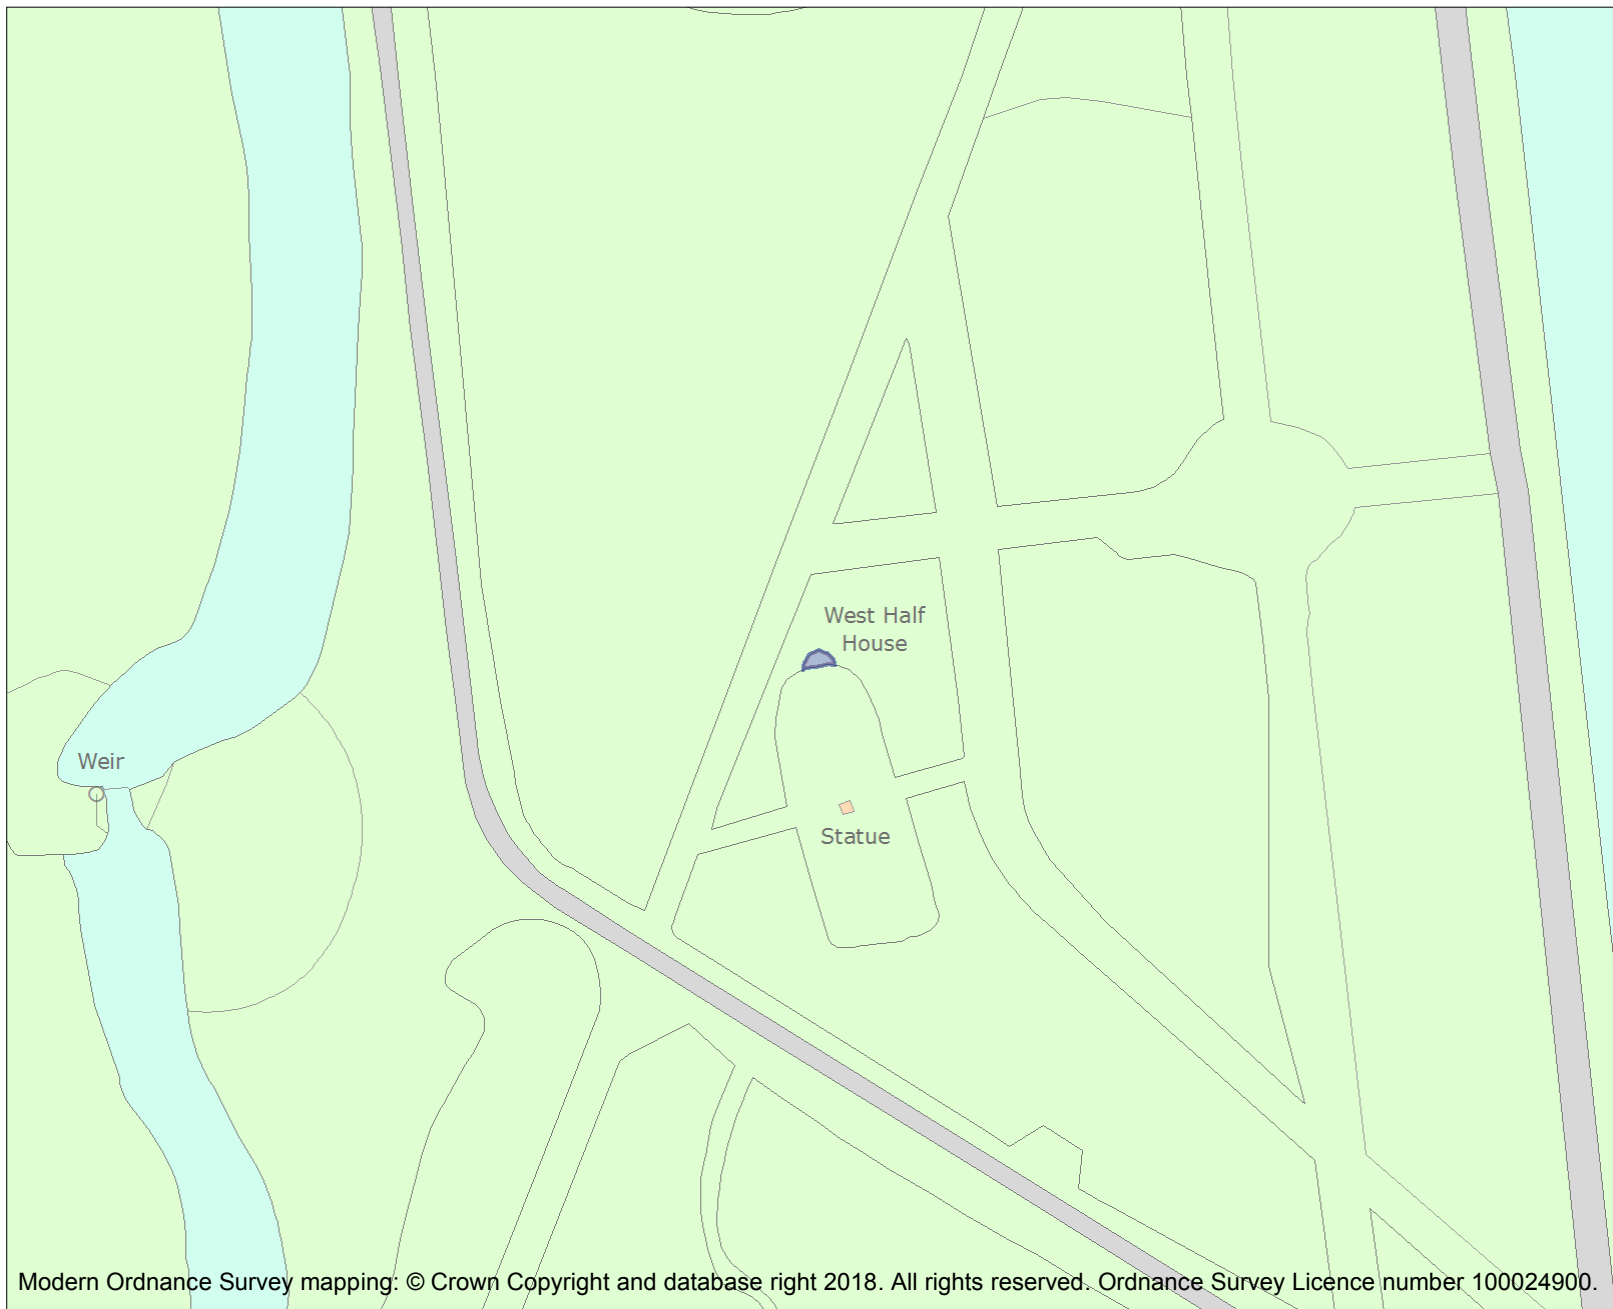 West Half
House
Weir
Statue
Modern Ordnance Survey mapping: © Crown Copyright and database right 2018. All rights reserved. Ordnance Survey Licence number 100024900.